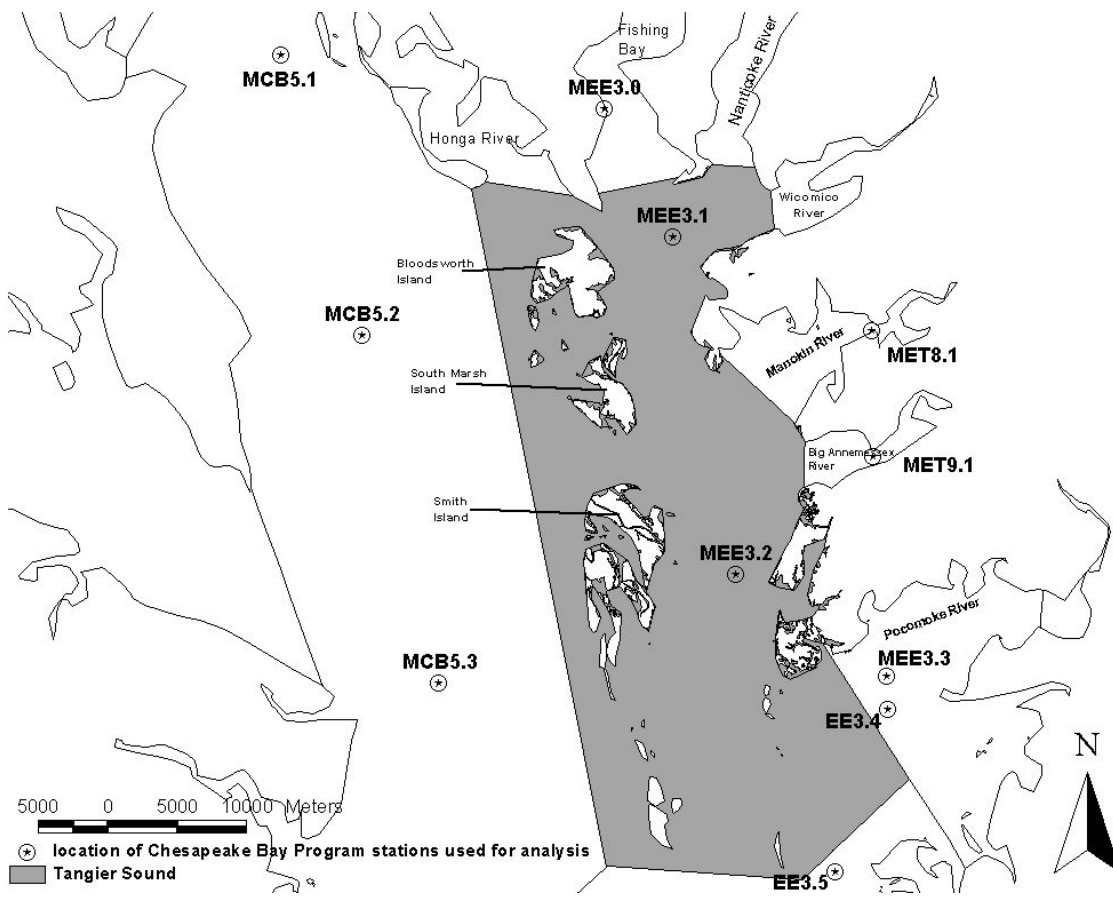 Fishing
Bay
Nanticoke River
MCB5.1
MEE3.0
Honga River
Wicomico
River
MEE3.1
Bloodsworth
Island
MCB5.2
Manokin River
MET8.1
South Marsh
Island
Big Annemessex
River
MET9.1
Smith
Island
MEE3.2
Pocomoke River
MCB5.3
MEE3.3
EE3.4
N
5000 0 5000 10000 Meters
location of Chesapeake Bay Program stations used for analysis
Tangier Sound
EE3.5